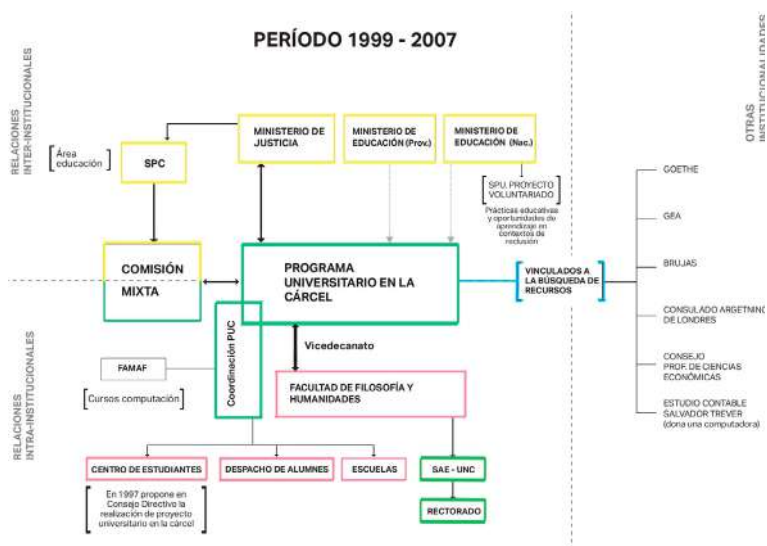 PERÍODO 1999 - 2007
RELACIONES
INTER-INSTITUCIONALES
OTRAS
INSTITUCIONALIDADES
Área
educación
SPC
MINISTERIO DE
JUSTICIA
MINISTERIO DE
EDUCACIÓN (Prov.)
MINISTERIO DE
EDUCACIÓN (Nac.)
SPU. PROYECTO
VOLUNTARIADO
Prácticas educativas
y oportunidades de
aprendizaje en
contextos de
reclusión
GOETHE
GEA
BRUJAS
CONSULADO ARGETNINO
DE LONDRES
CONSEJO
PROF. DE CIENCIAS
ECONÓMICAS
ESTUDIO CONTABLE
SALVADOR TREVER
(dona una computadora)
COMISIÓN
MIXTA
PROGRAMA
UNIVERSITARIO EN LA
CÁRCEL
VINCULADOS A
LA BÚSQUEDA DE
RECURSOS
RELACIONES
INTRA-INSTITUCIONALES
Coordinación PUC
Vicedecanato
FAMAF
Cursos computación
FACULTAD DE FILOSOFÍA Y
HUMANIDADES
CENTRO DE ESTUDIANTES
DESPACHO DE ALUMNES
ESCUELAS
SAE - UNC
En 1997 propone en
Consejo Directivo la
realización de proyecto
universitario en la cárcel
RECTORADO